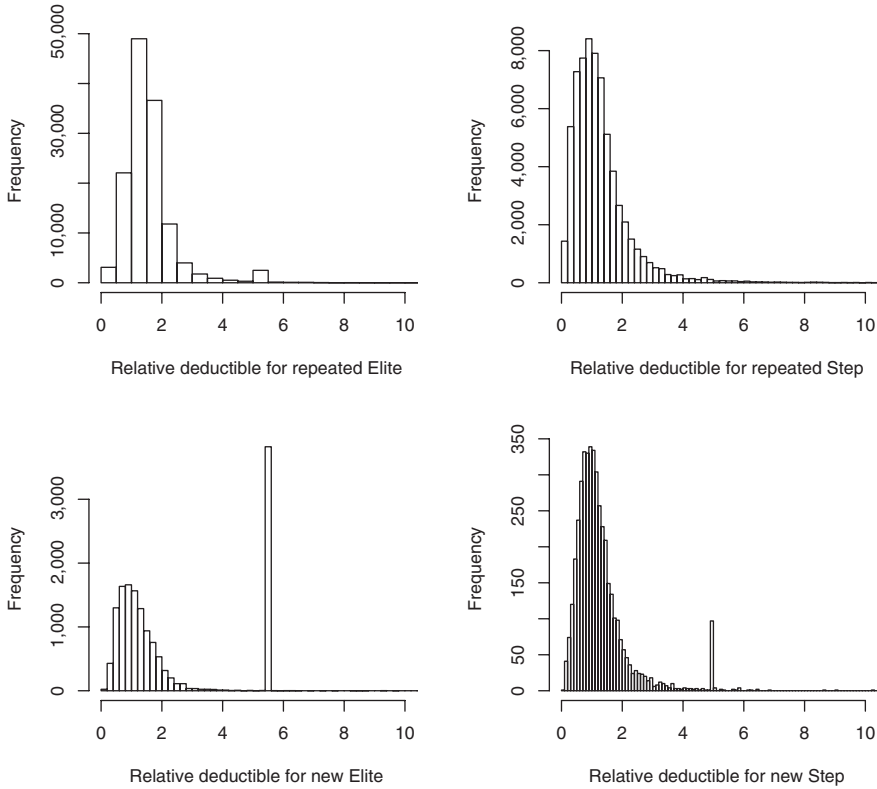 Frequency
50,000
30,000
10,000
0
0 2 4 6 8 10
Relative deductible for repeated Elite
Frequency
8,000
6,000
4,000
2,000
0
0 2 4 6 8 10
Relative deductible for repeated Step
Frequency
3,000
2,000
1,000
0
0 2 4 6 8 10
Relative deductible for new Elite
Frequency
350
250
150
50
0
0 2 4 6 8 10
Relative deductible for new Step